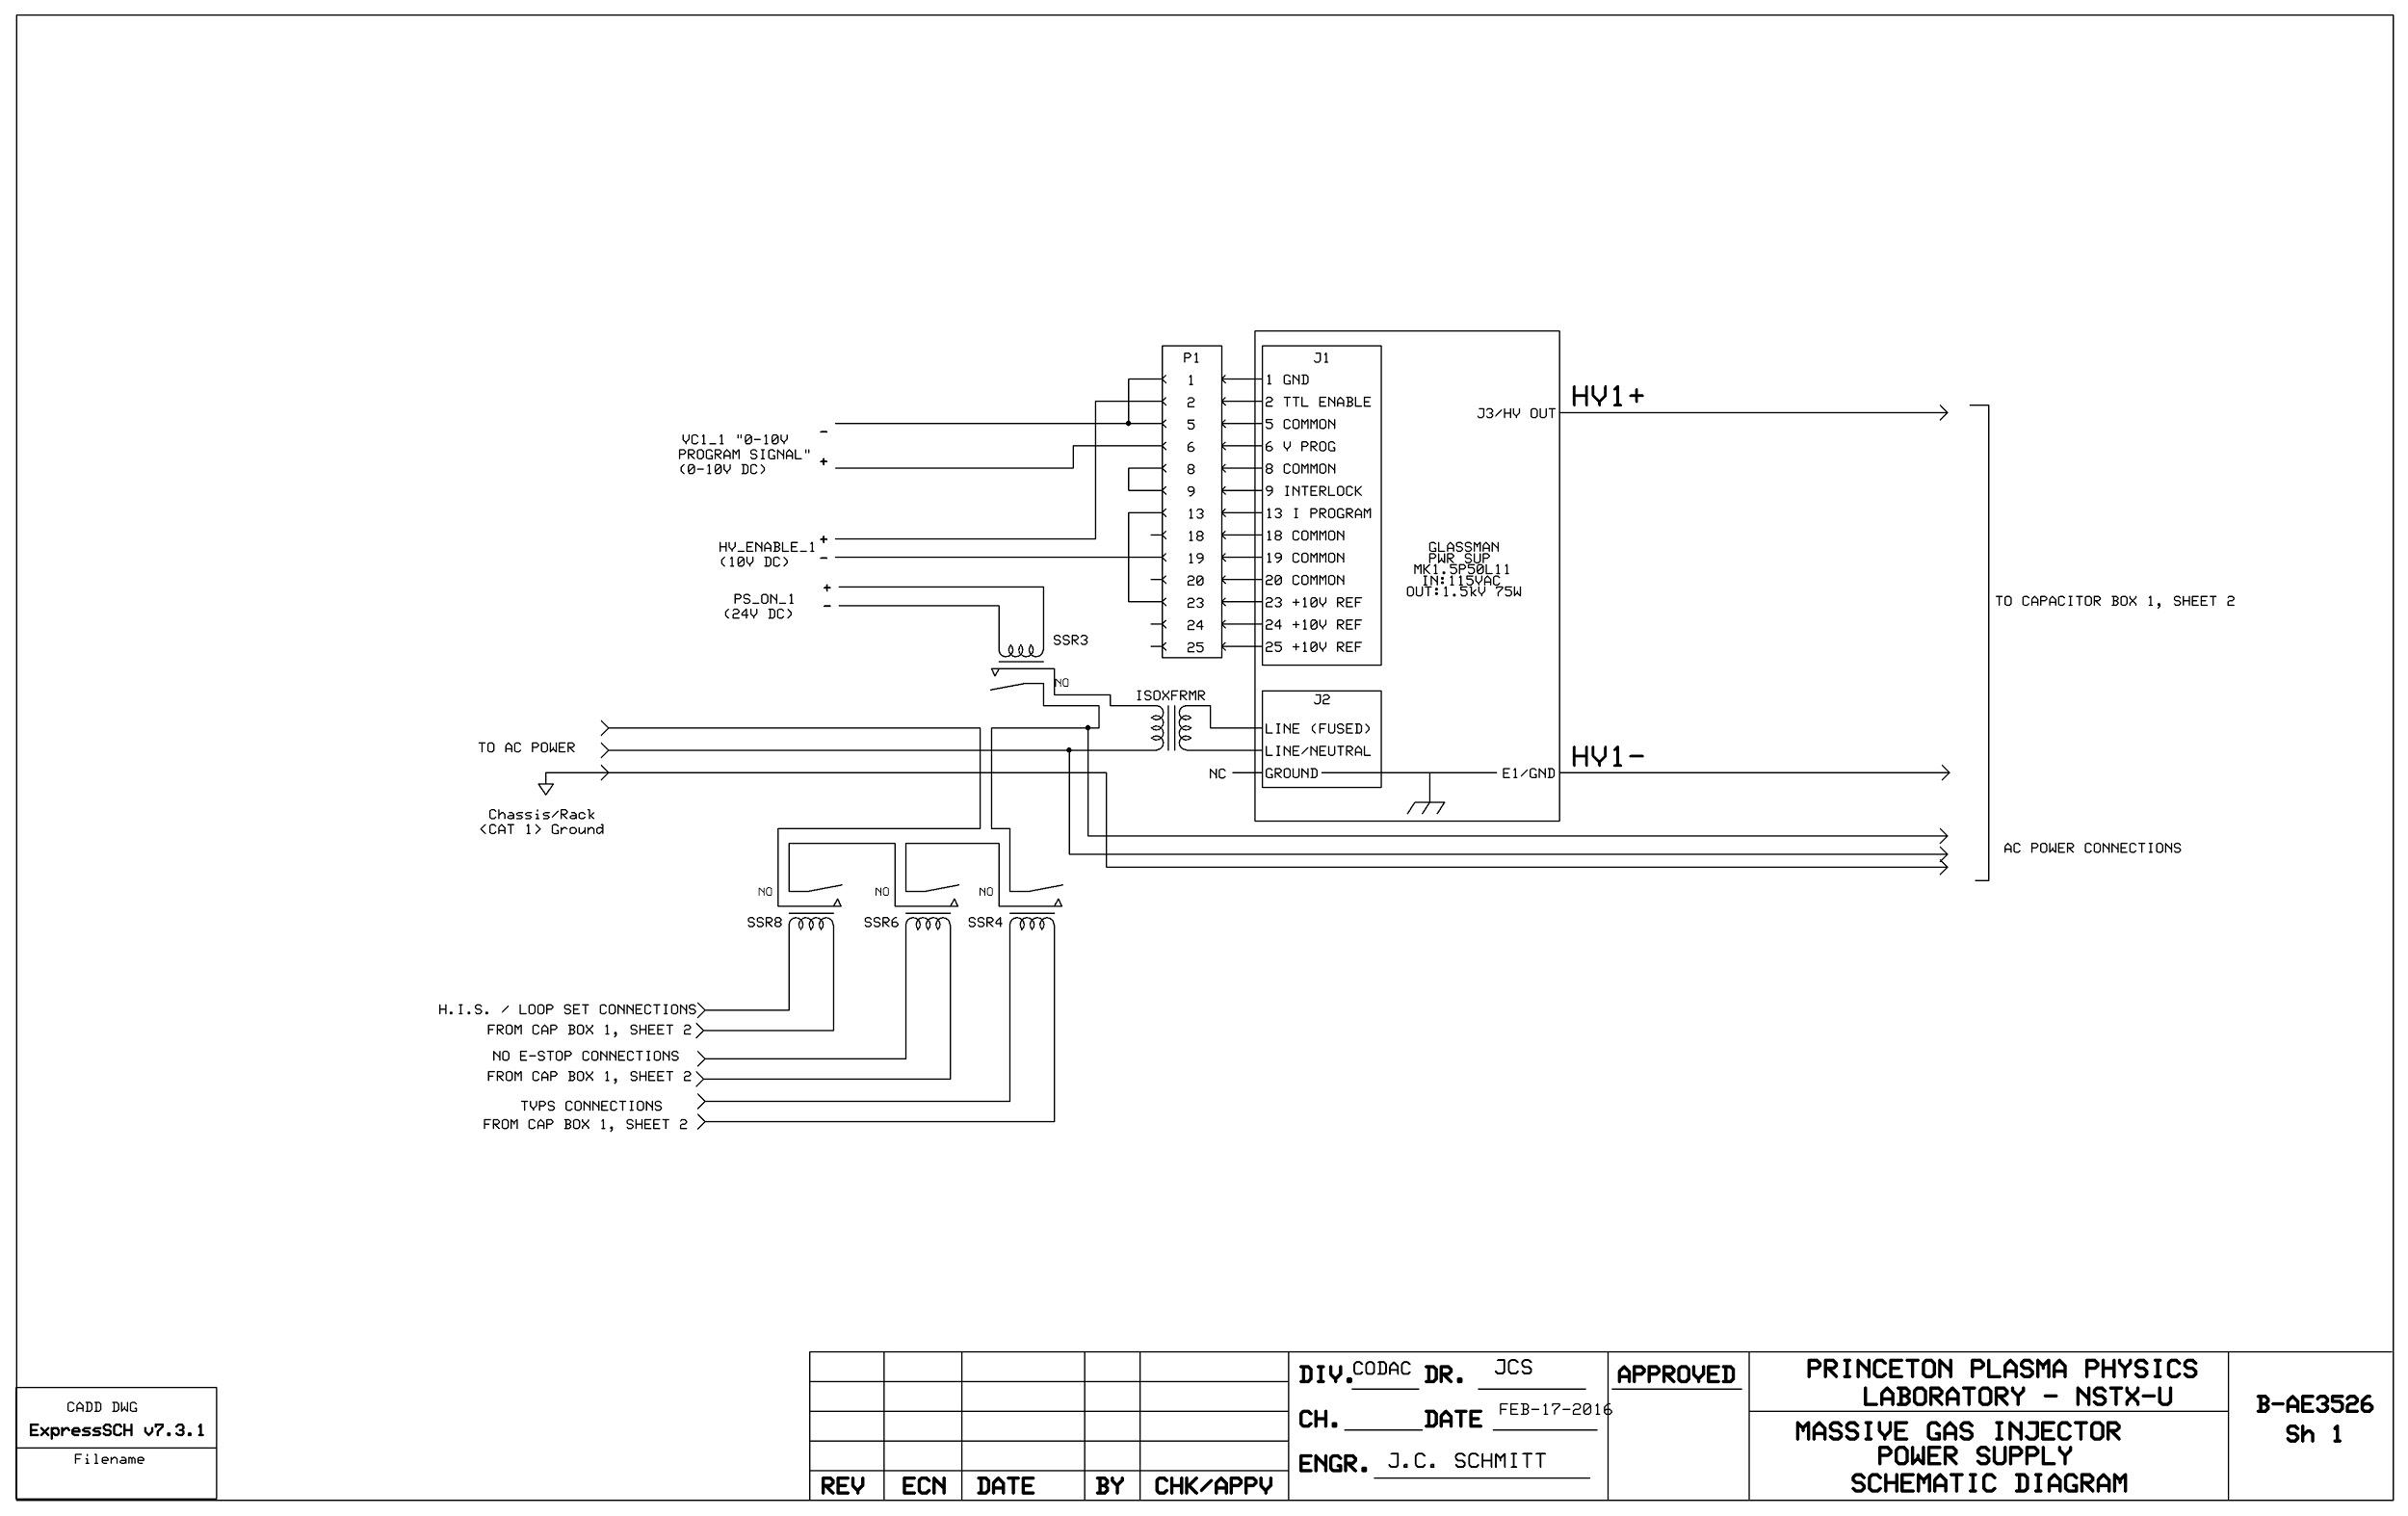 P1
1
2
5
6
8
9
13
18
19
20
23
24
25
J1
1 GND
2 TTL ENABLE
5 COMMON
6 V PROG
8 COMMON
9 INTERLOCK
13 I PROGRAM
18 COMMON
19 COMMON
20 COMMON
23 +10V REF
24 +10V REF
25 +10V REF
J3/HV OUT
HV1+
VC1_1 "0-10V
PROGRAM SIGNAL"
(0-10V DC)
-
+
HV_ENABLE_1
(10V DC)
+
-
PS_ON_1
(24V DC)
+
-
GLASSMAN
PWR SUP
MK1.5P50L11
IN:115VAC
OUT:1.5kV 75W
TO CAPACITOR BOX 1, SHEET 2
SSR3
NO
ISOXFRMR
J2
LINE (FUSED)
LINE/NEUTRAL
NC
GROUND
E1/GND
HV1-
TO AC POWER
Chassis/Rack
<CAT 1> Ground
AC POWER CONNECTIONS
NO
SSR8
NO
SSR6
NO
SSR4
H.I.S. / LOOP SET CONNECTIONS
FROM CAP BOX 1, SHEET 2
NO E-STOP CONNECTIONS
FROM CAP BOX 1, SHEET 2
TVPS CONNECTIONS
FROM CAP BOX 1, SHEET 2
CADD DWG
ExpressSCH v7.3.1
Filename
REV ECN DATE BY CHK/APPV
DIV. CODAC DR. JCS
CH. DATE FEB-17-2016
ENGR. J.C. SCHMITT
APPROVED
PRINCETON PLASMA PHYSICS
LABORATORY - NSTX-U
MASSIVE GAS INJECTOR
POWER SUPPLY
SCHEMATIC DIAGRAM
B-AE3526
Sh 1